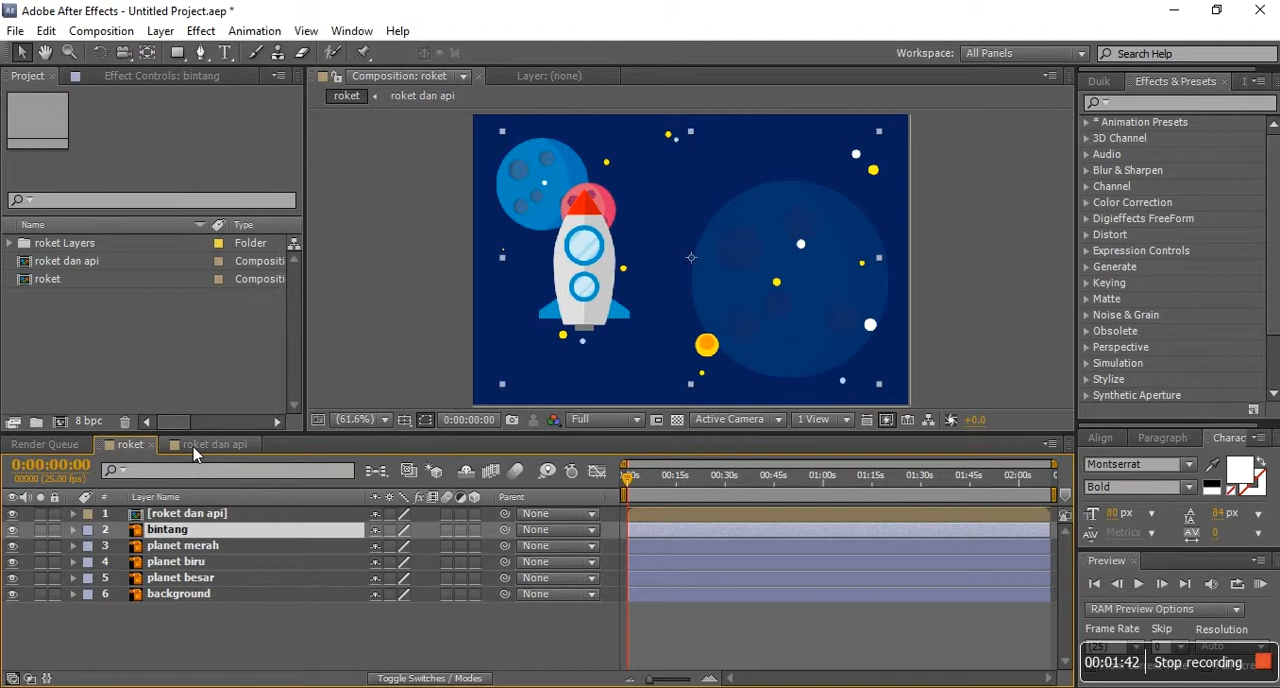 Adobe After Effects - Untitled Project.aep *
File Edit Composition Layer Effect Animation View Window Help
Workspace: All Panels Search Help
Project Effect Controls: bintang
Composition: roket Layer: (none)
Duik Effects & Presets
roket roket dan api
* Animation Presets
3D Channel
Audio
Blur & Sharpen
Channel
Color Correction
Digieffects FreeForm
Distort
Expression Controls
Generate
Keying
Matte
Noise & Grain
Obsolete
Perspective
Simulation
Stylize
Synthetic Aperture
Name Type
roket Layers Folder
roket dan api Compositi
roket Compositi
8 bpc
(61.6%) 0:00:00:00 Full Active Camera 1 View +0.0
Render Queue roket roket dan api
Align Paragraph Charac
0:00:00:00
00000 (25.00 fps)
00:15s 00:30s 00:45s 01:00s 01:15s 01:30s 01:45s 02:00s
# Layer Name Parent
1 [roket dan api] None
2 bintang None
3 planet merah None
4 planet biru None
5 planet besar None
6 background None
Toggle Switches / Modes
Montserrat
Bold
80 px 84 px
Metrics 0
Preview
RAM Preview Options
Frame Rate Skip Resolution
(25) 0 Auto
00:01:42 Stop recording